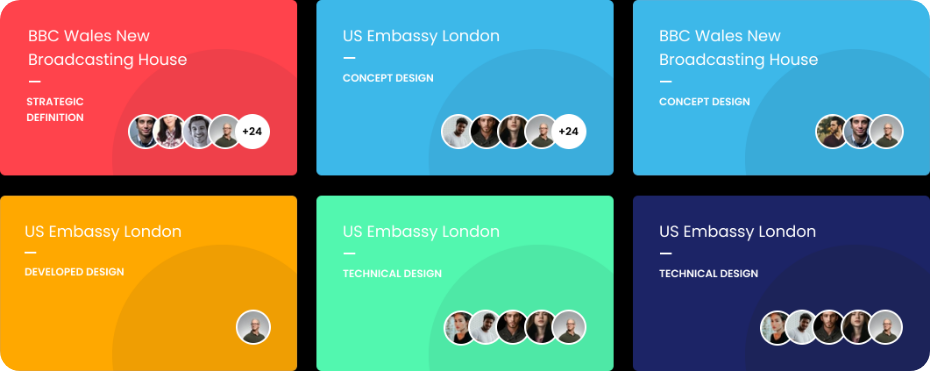 BBC Wales New
Broadcasting House
STRATEGIC
DEFINITION
+24
US Embassy London
CONCEPT DESIGN
+24
BBC Wales New
Broadcasting House
CONCEPT DESIGN
US Embassy London
DEVELOPED DESIGN
US Embassy London
TECHNICAL DESIGN
US Embassy London
TECHNICAL DESIGN